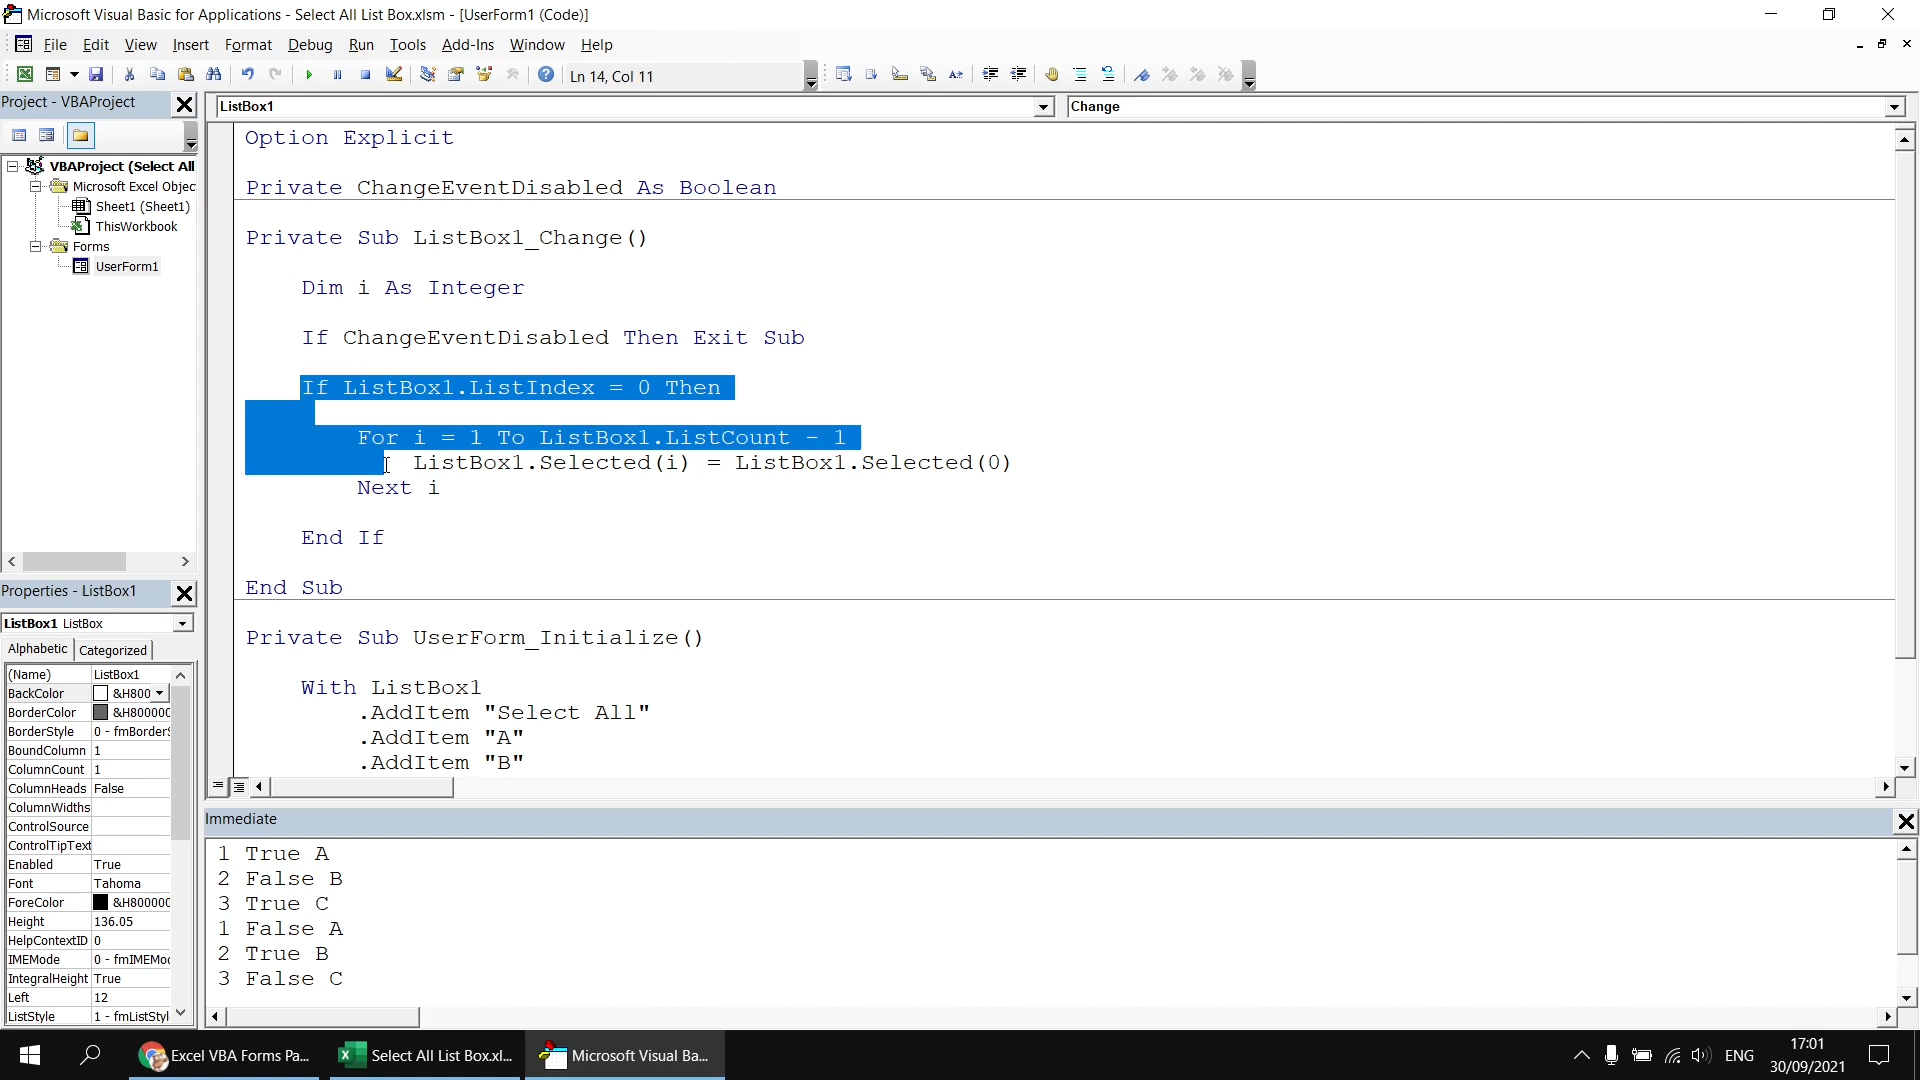 Microsoft Visual Basic for Applications - Select All List Box.xlsm - [UserForm1 (Code)]
File Edit View Insert Format Debug Run Tools Add-Ins Window Help
Ln 14, Col 11
Project - VBAProject
ListBox1
Change
VBAProject (Select All
Microsoft Excel Objec
Sheet1 (Sheet1)
ThisWorkbook
Forms
UserForm1
Option Explicit
Private ChangeEventDisabled As Boolean
Private Sub ListBox1_Change()
Dim i As Integer
If ChangeEventDisabled Then Exit Sub
If ListBox1.ListIndex = 0 Then
For i = 1 To ListBox1.ListCount - 1
ListBox1.Selected(i) = ListBox1.Selected(0)
Next i
End If
End Sub
Private Sub UserForm_Initialize()
With ListBox1
.AddItem "Select All"
.AddItem "A"
.AddItem "B"
Properties - ListBox1
ListBox1 ListBox
Alphabetic Categorized
(Name) ListBox1
BackColor &H800
BorderColor &H800000
BorderStyle 0 - fmBorderS
BoundColumn 1
ColumnCount 1
ColumnHeads False
ColumnWidths
ControlSource
ControlTipText
Enabled True
Font Tahoma
ForeColor &H800000
Height 136.05
HelpContextID 0
IMEMode 0 - fmIMEMo
IntegralHeight True
Left 12
ListStyle 1 - fmListStyl
Immediate
1 True A
2 False B
3 True C
1 False A
2 True B
3 False C
Excel VBA Forms Pa...
Select All List Box.xl...
Microsoft Visual Ba...
ENG
17:01
30/09/2021